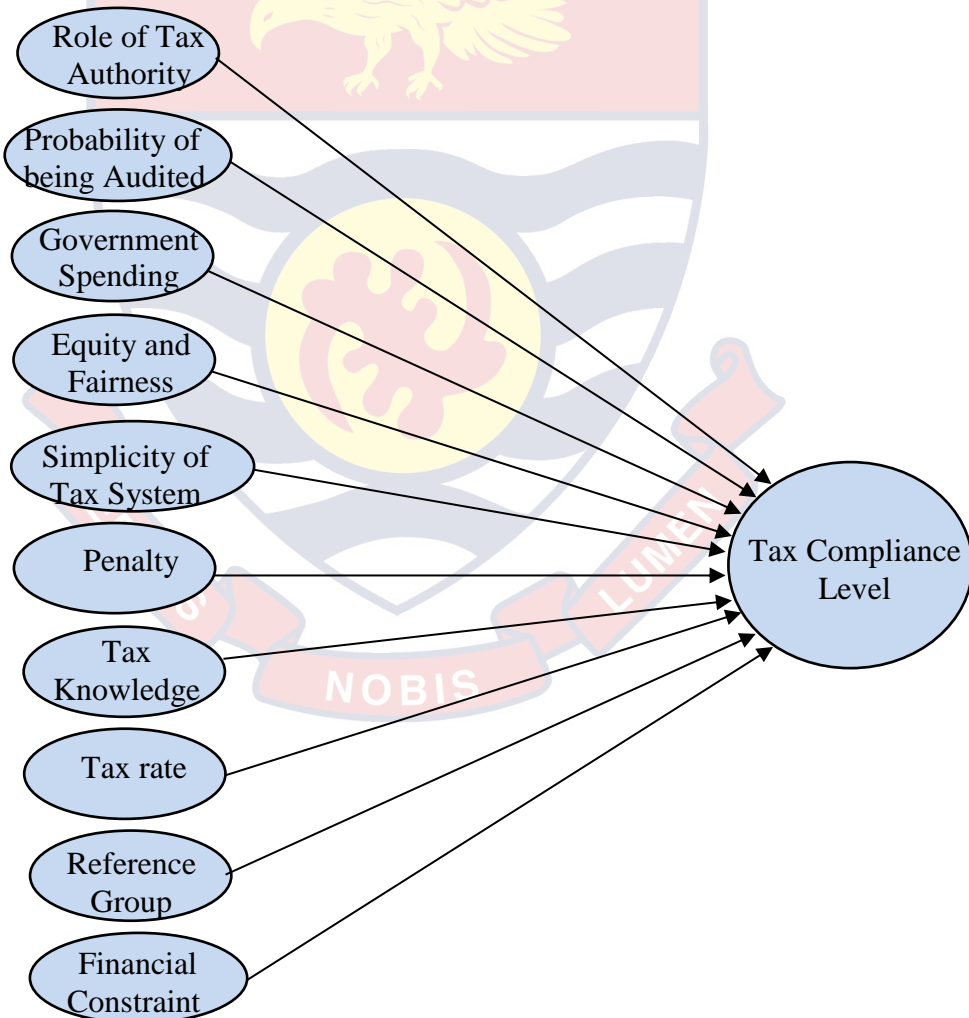 Role of Tax
Authority
Probability of
being Audited
Government
Spending
Equity and
Fairness
Simplicity of
Tax System
Penalty
Tax
Knowledge
Tax rate
Reference
Group
Financial
Constraint
Tax Compliance
Level
NOBIS
LUMEN